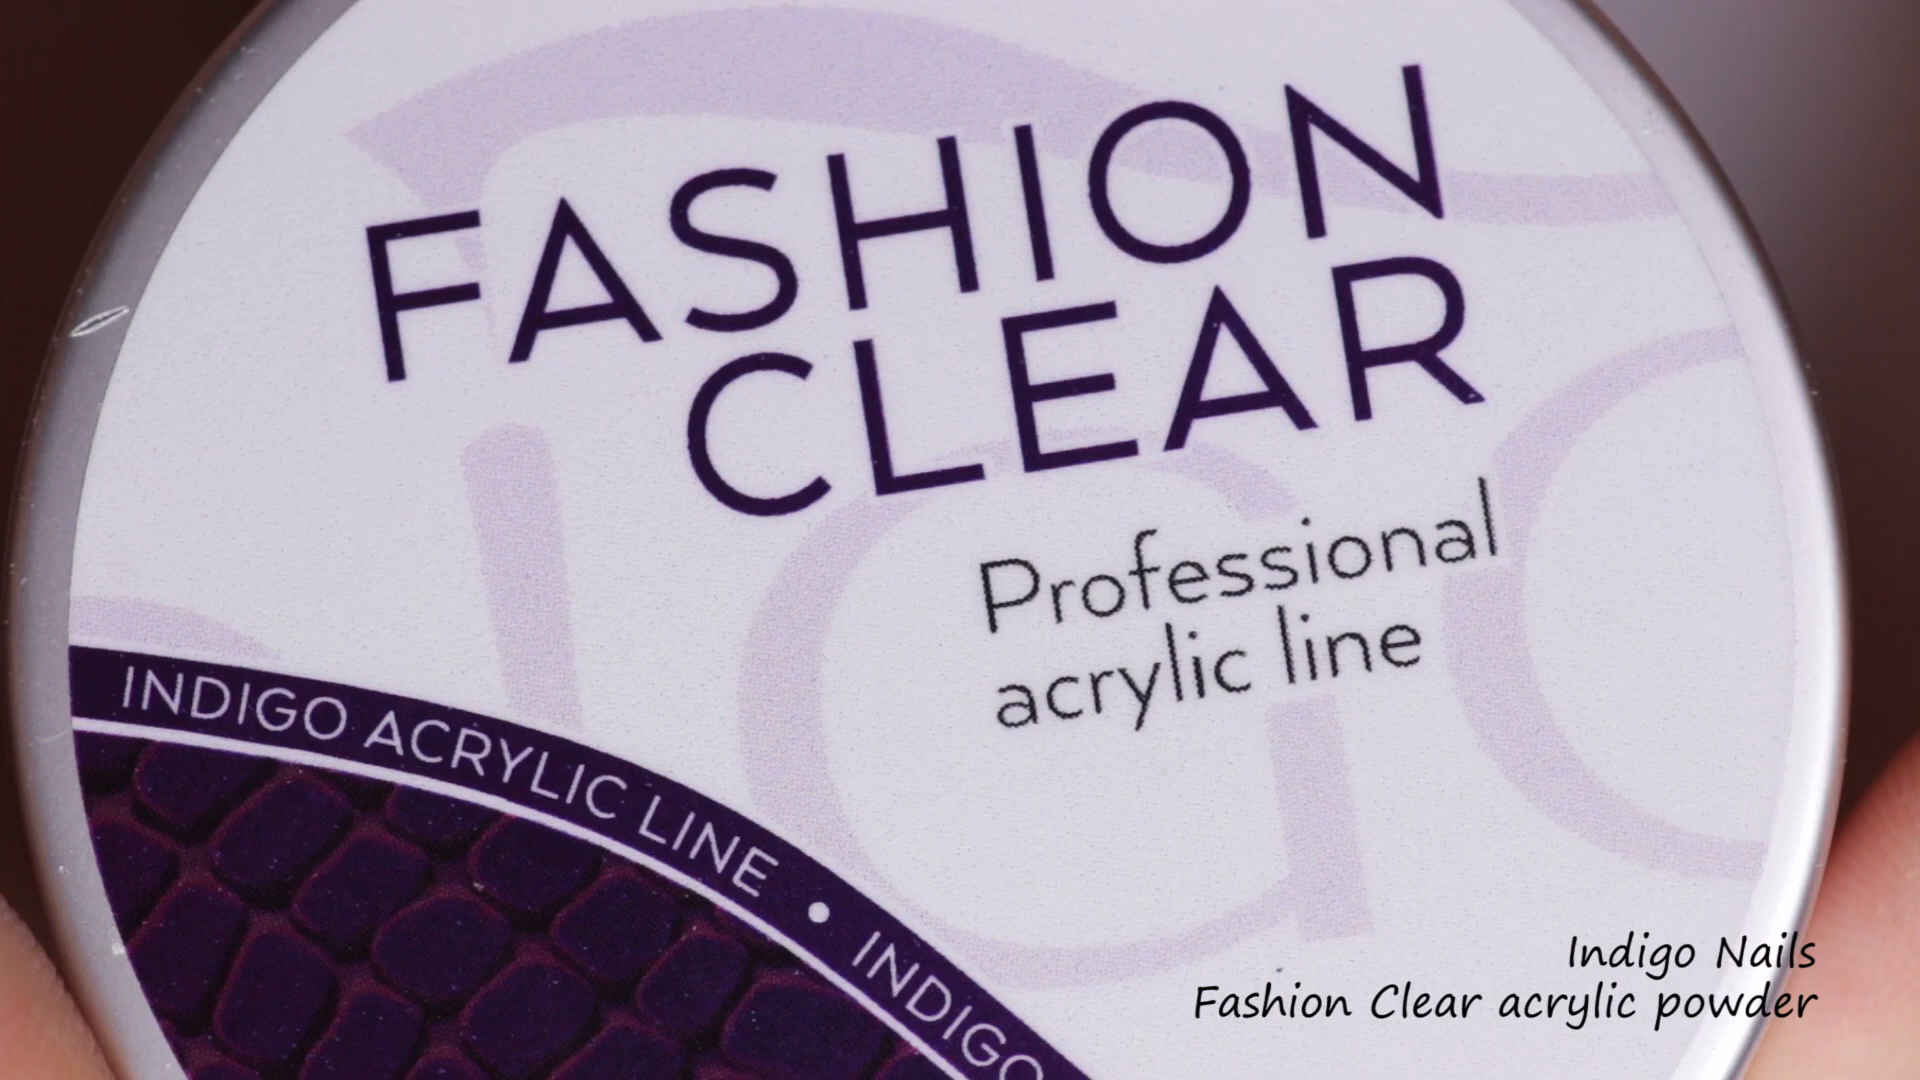 FASHION
CLEAR
Professional
acrylic line
INDIGO ACRYLIC LINE • INDIGO
Indigo Nails
Fashion Clear acrylic powder